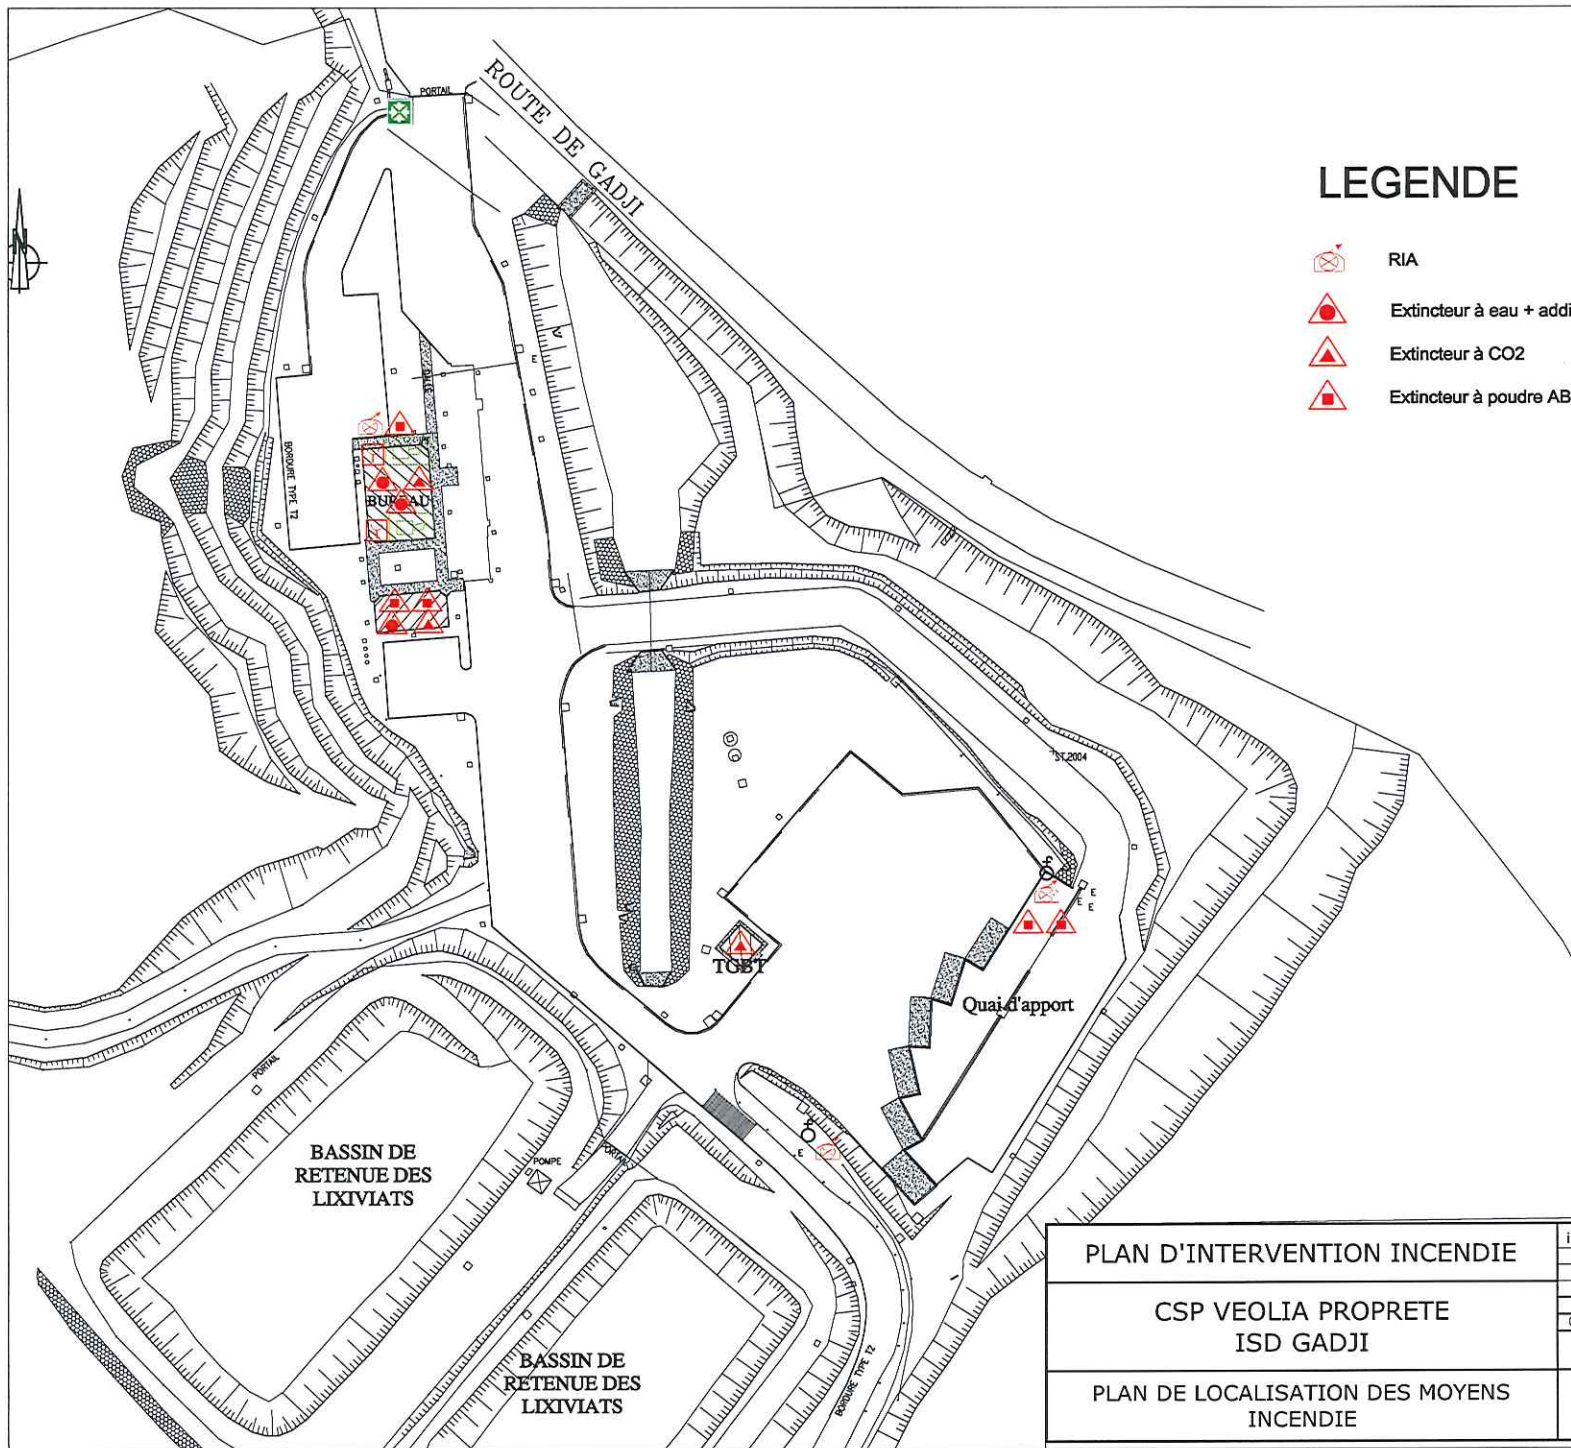 PORTAIL
ROUTE DE GADJI
N
LEGENDE
RIA
Extincteur à eau + addi
Extincteur à CO2
Extincteur à poudre AB
E
DALLE
BORDURE TYPE T2
BUREAU
ST.2004
E
E
E
TGBT
Quai d'apport
PORTAIL
BASSIN DE
RETENUE DES
LIXIVIATS
POMPE
PORTAIL
E
BASSIN DE
RETENUE DES
LIXIVIATS
BORDURE TYPE T2
PLAN D'INTERVENTION INCENDIE
CSP VEOLIA PROPRETE
ISD GADJI
PLAN DE LOCALISATION DES MOYENS
INCENDIE